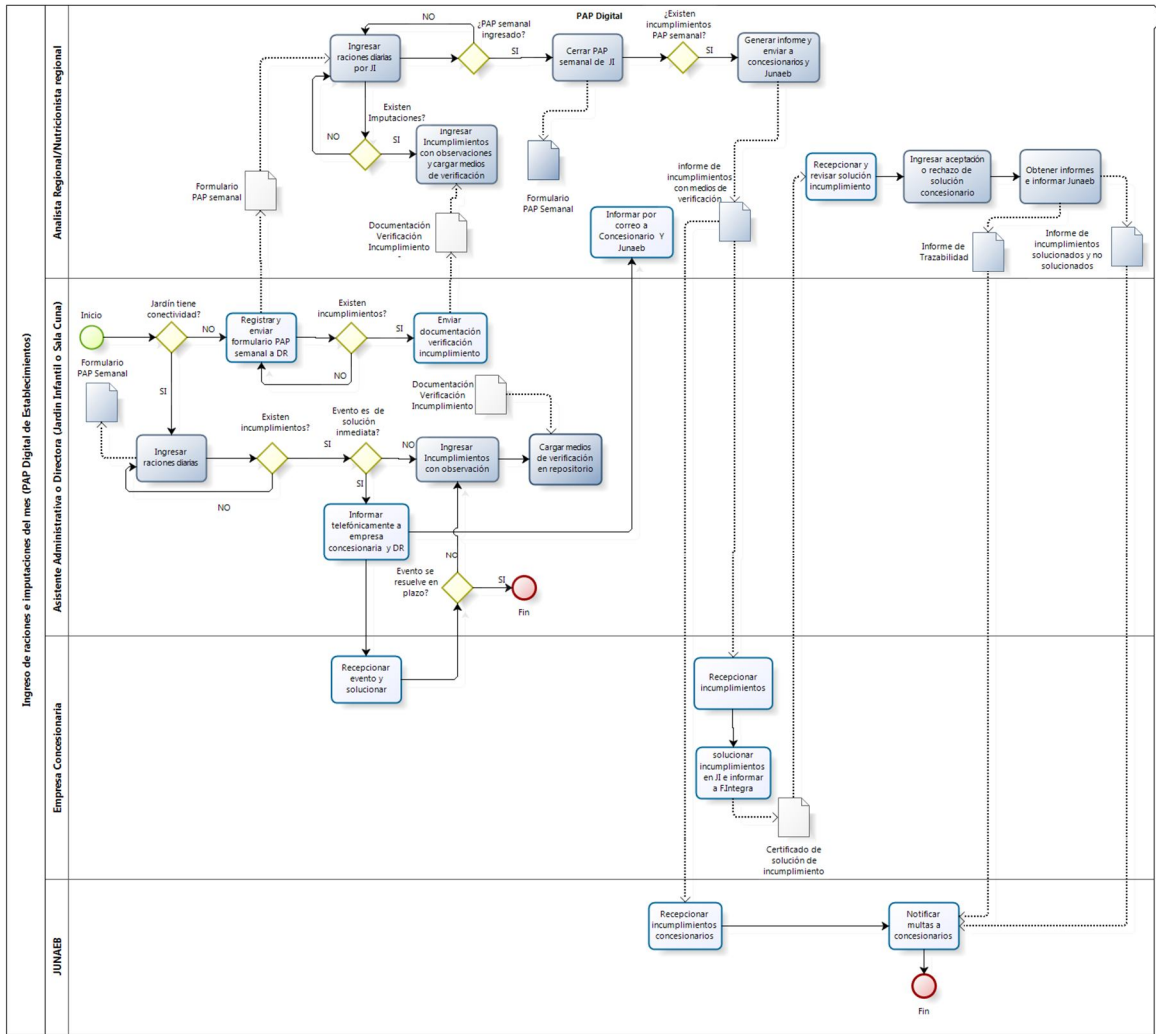 Ingreso de raciones e imputaciones del mes (PAP Digital de Establecimientos)
PAP Digital
Analista Regional/Nutricionista regional
NO
¿PAP semanal
ingresado?
SI
¿Existen
incumplimientos
PAP semanal?
SI
Ingresar
raciones diarias
por JI
Cerrar PAP
semanal de JI
Generar informe y
enviar a
concesionarios y
Junaeb
Existen
Imputaciones?
NO
SI
Ingresar
Incumplimientos
con observaciones
y cargar medios
de verificación
Formulario
PAP semanal
Formulario
PAP Semanal
Documentación
Verificación
Incumplimiento
-
informe de
incumplimientos
con medios de
verificación
Informar por
correo a
Concesionario Y
Junaeb
Recepcionar y
revisar solución
incumplimiento
Ingresar aceptación
o rechazo de
solución
concesionario
Obtener informes
e informar Junaeb
Informe de
Trazabilidad
Informe de
incumplimientos
solucionados y no
solucionados
Asistente Administrativa o Directora (Jardín Infantil o Sala Cuna)
Inicio
Jardín tiene
conectividad?
NO
SI
Registrar y
enviar
formulario PAP
semanal a DR
Existen
incumplimientos?
SI
NO
Enviar
documentación
verificación
incumplimiento
Formulario
PAP Semanal
Ingresar
raciones diarias
NO
Existen
incumplimientos?
SI
Evento es de
solución
inmediata?
NO
SI
Documentación
Verificación
Incumplimiento
Ingresar
Incumplimientos
con observación
Cargar medios
de verificación
en repositorio
Informar
telefónicamente a
empresa
concesionaria y DR
NO
Evento se
resuelve en
plazo?
SI
Fin
Empresa Concesionaria
Recepcionar
evento y
solucionar
Recepcionar
incumplimientos
solucionar
incumplimientos
en JI e informar
a F.Integra
Certificado de
solución de
incumplimiento
JUNAEB
Recepcionar
incumplimientos
concesionarios
Notificar
multas a
concesionarios
Fin